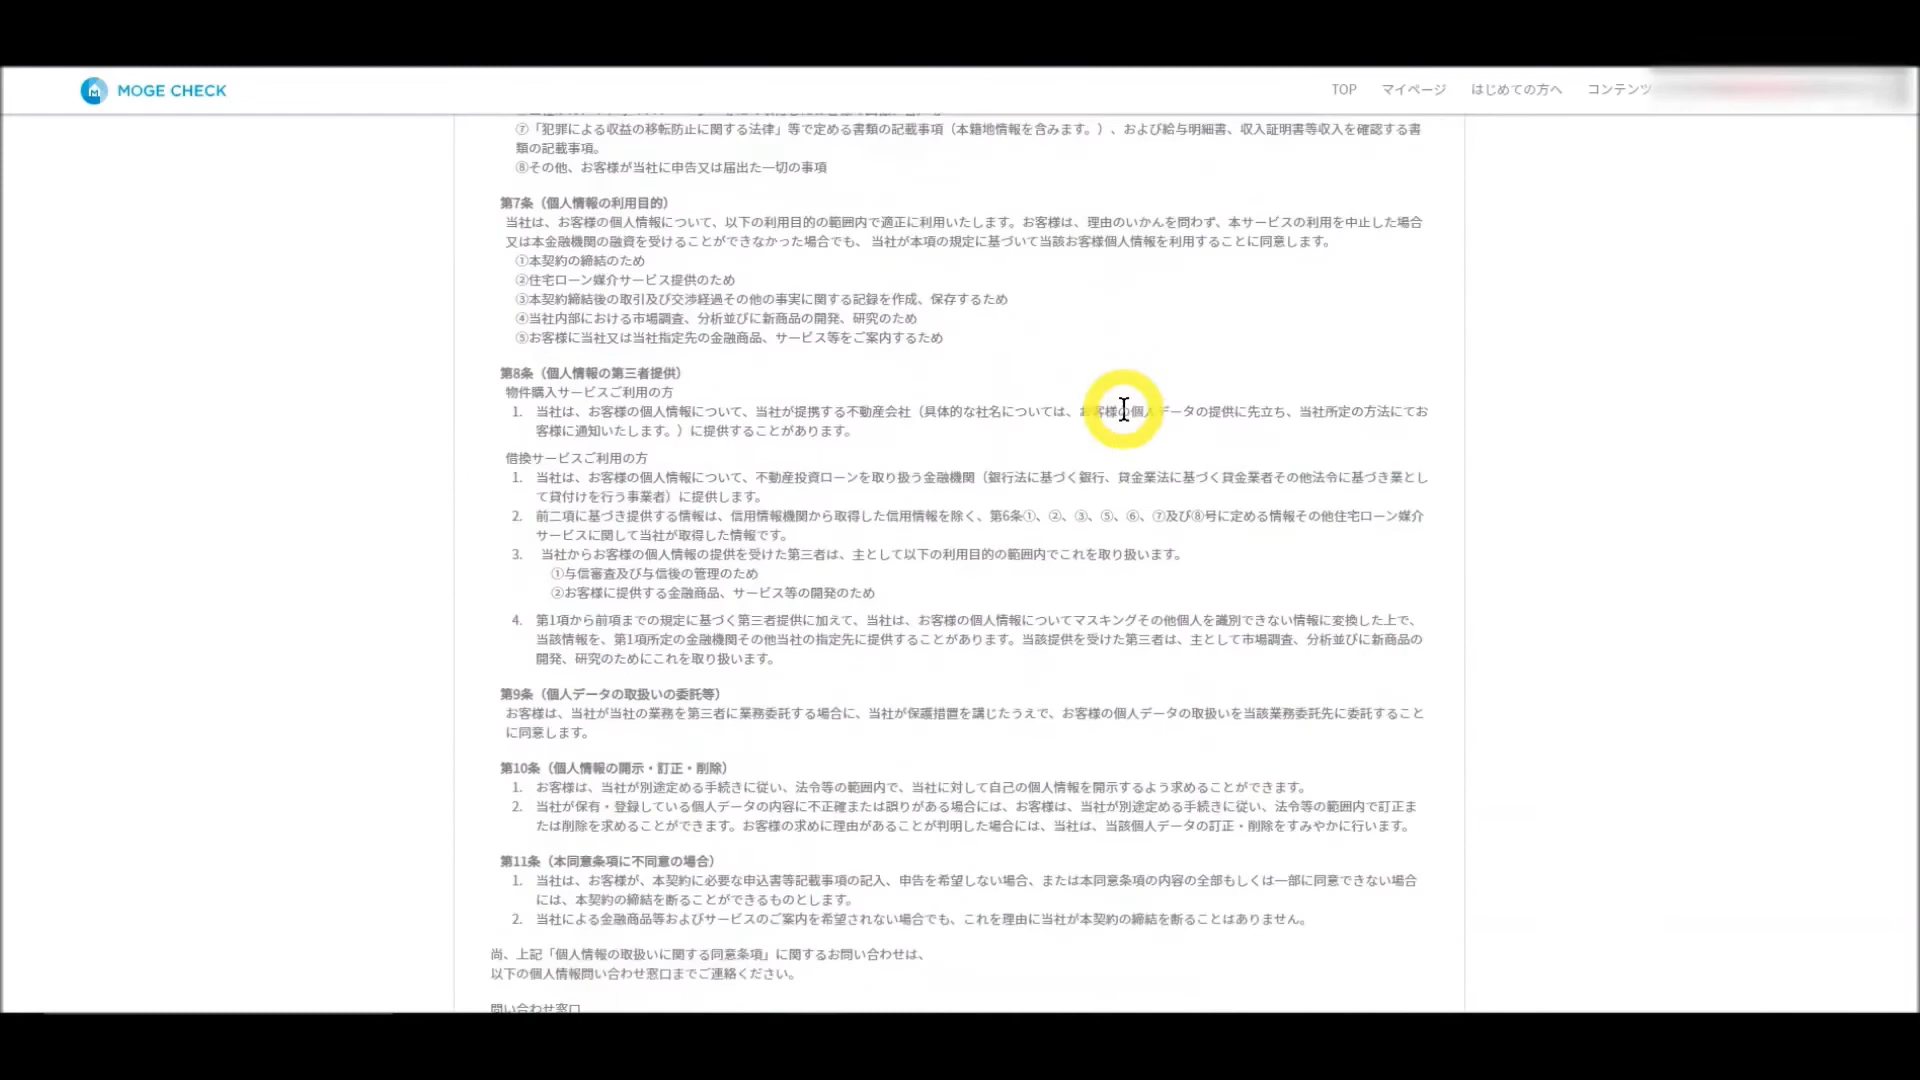 MOGE CHECK
TOP マイページ はじめての方へ コンテンツ
⑦「犯罪による収益の移転防止に関する法律」等で定める書類の記載事項（本籍地情報を含みます。）、および給与明細書、収入証明書等収入を確認する書
類の記載事項。
⑧その他、お客様が当社に申告又は届出た一切の事項
第7条（個人情報の利用目的）
当社は、お客様の個人情報について、以下の利用目的の範囲内で適正に利用いたします。お客様は、理由のいかんを問わず、本サービスの利用を中止した場合
又は本金融機関の融資を受けることができなかった場合でも、 当社が本項の規定に基づいて当該お客様個人情報を利用することに同意します。
①本契約の締結のため
②住宅ローン媒介サービス提供のため
③本契約締結後の取引及び交渉経過その他の事実に関する記録を作成、保存するため
④当社内部における市場調査、分析並びに新商品の開発、研究のため
⑤お客様に当社又は当社指定先の金融商品、サービス等をご案内するため
第8条（個人情報の第三者提供）
物件購入サービスご利用の方
1. 当社は、お客様の個人情報について、当社が提携する不動産会社（具体的な社名については、お客様の個人データの提供に先立ち、当社所定の方法にてお
客様に通知いたします。）に提供することがあります。
借換サービスご利用の方
1. 当社は、お客様の個人情報について、不動産投資ローンを取り扱う金融機関（銀行法に基づく銀行、貸金業法に基づく貸金業者その他法令に基づき業とし
て貸付けを行う事業者）に提供します。
2. 前二項に基づき提供する情報は、信用情報機関から取得した信用情報を除く、第6条①、②、③、⑤、⑥、⑦及び⑧号に定める情報その他住宅ローン媒介
サービスに関して当社が取得した情報です。
3. 当社からお客様の個人情報の提供を受けた第三者は、主として以下の利用目的の範囲内でこれを取り扱います。
①与信審査及び与信後の管理のため
②お客様に提供する金融商品、サービス等の開発のため
4. 第1項から前項までの規定に基づく第三者提供に加えて、当社は、お客様の個人情報についてマスキングその他個人を識別できない情報に変換した上で、
当該情報を、第1項所定の金融機関その他当社の指定先に提供することがあります。当該提供を受けた第三者は、主として市場調査、分析並びに新商品の
開発、研究のためにこれを取り扱います。
第9条（個人データの取扱いの委託等）
お客様は、当社が当社の業務を第三者に業務委託する場合に、当社が保護措置を講じたうえで、お客様の個人データの取扱いを当該業務委託先に委託すること
に同意します。
第10条（個人情報の開示・訂正・削除）
1. お客様は、当社が別途定める手続きに従い、法令等の範囲内で、当社に対して自己の個人情報を開示するよう求めることができます。
2. 当社が保有・登録している個人データの内容に不正確または誤りがある場合には、お客様は、当社が別途定める手続きに従い、法令等の範囲内で訂正ま
たは削除を求めることができます。お客様の求めに理由があることが判明した場合には、当社は、当該個人データの訂正・削除をすみやかに行います。
第11条（本同意条項に不同意の場合）
1. 当社は、お客様が、本契約に必要な申込書等記載事項の記入、申告を希望しない場合、または本同意条項の内容の全部もしくは一部に同意できない場合
には、本契約の締結を断ることができるものとします。
2. 当社による金融商品等およびサービスのご案内を希望されない場合でも、これを理由に当社が本契約の締結を断ることはありません。
尚、上記「個人情報の取扱いに関する同意条項」に関するお問い合わせは、
以下の個人情報問い合わせ窓口までご連絡ください。
問い合わせ窓口